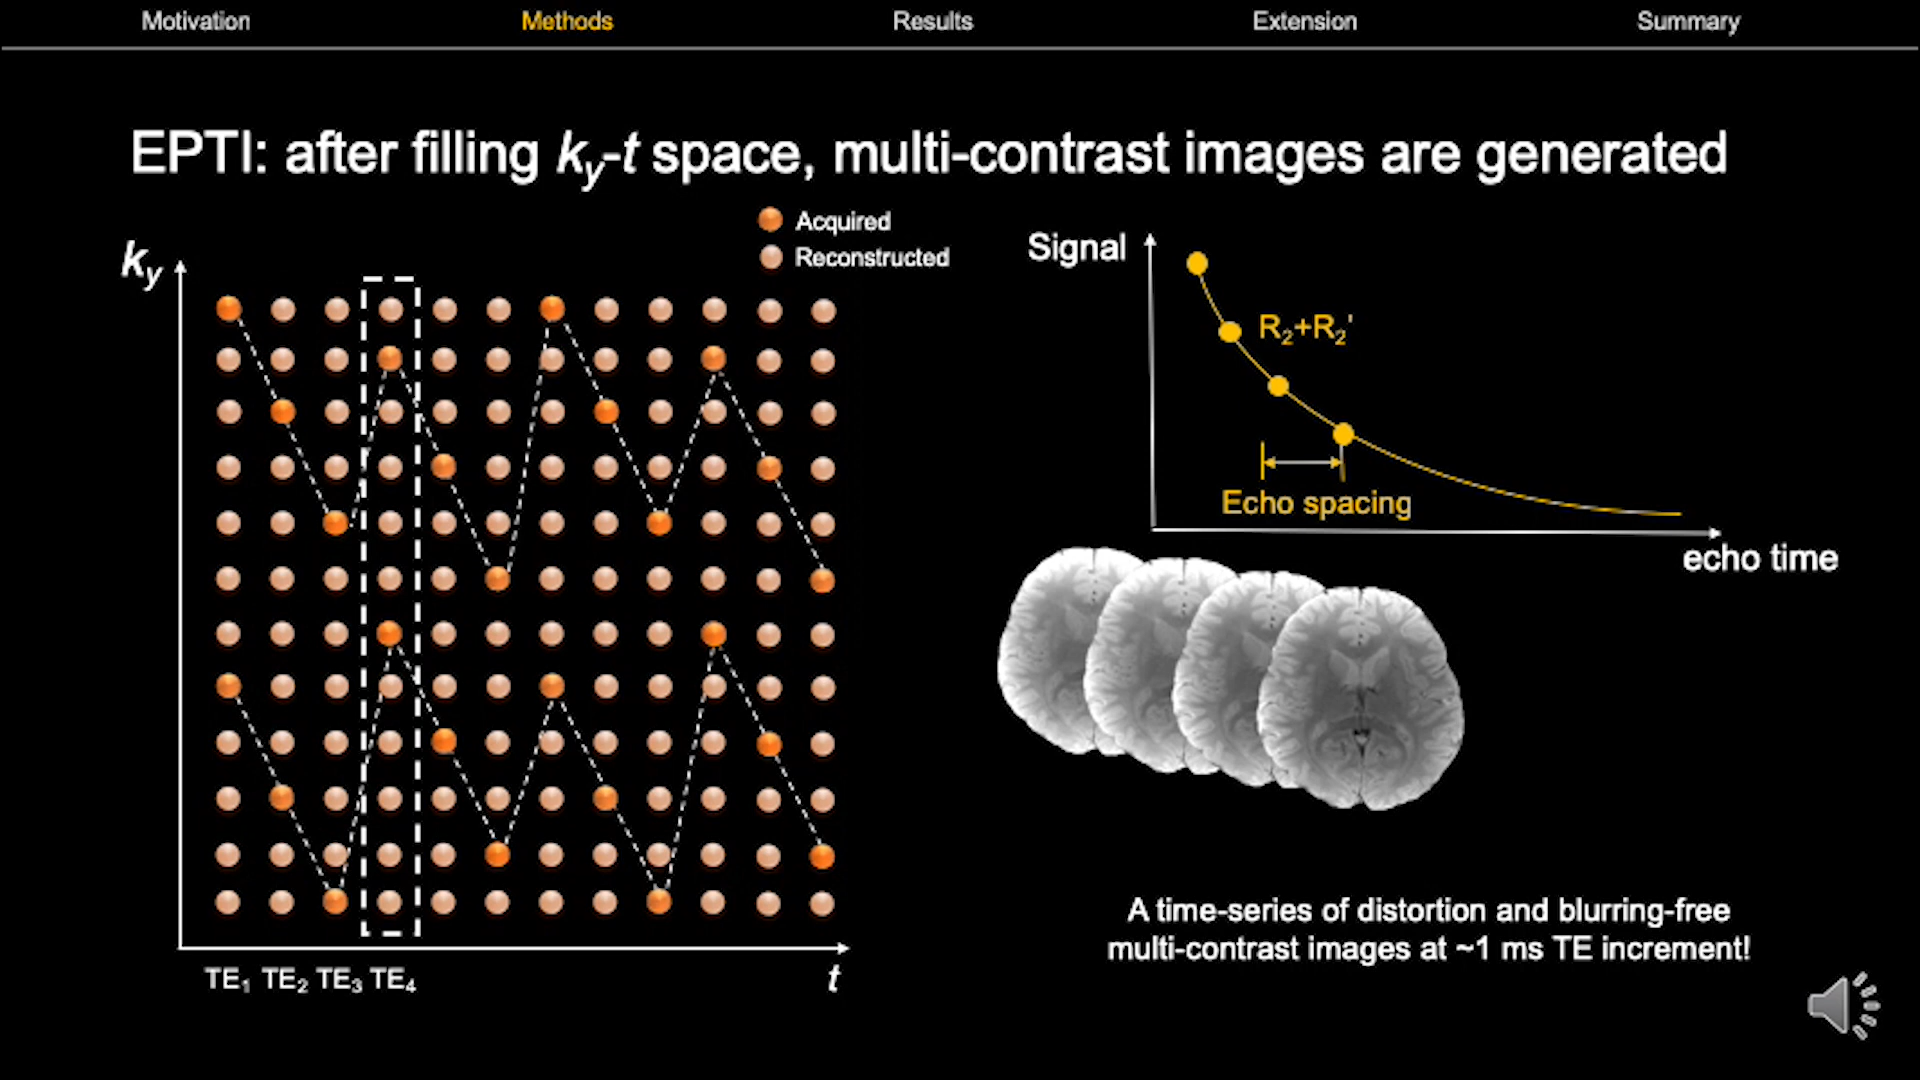 Motivation Methods Results Extension Summary
EPTI: after filling ky-t space, multi-contrast images are generated
Acquired
Reconstructed
ky
TE1 TE2 TE3 TE4
t
Signal
R2+R2'
Echo spacing
echo time
A time-series of distortion and blurring-free
multi-contrast images at ~1 ms TE increment!